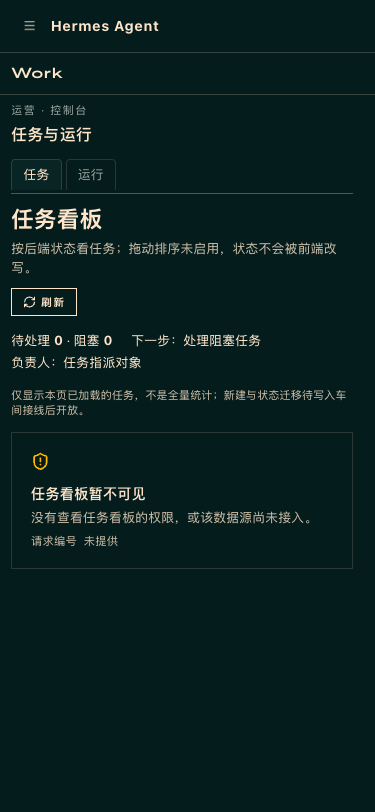 Hermes Agent
Work
运营 · 控制台
任务与运行
任务
运行
任务看板
按后端状态看任务；拖动排序未启用，状态不会被前端改
写。
刷新
待处理 0 · 阻塞 0 下一步：处理阻塞任务
负责人：任务指派对象
仅显示本页已加载的任务，不是全量统计；新建与状态迁移待写入车
间接线后开放。
任务看板暂不可见
没有查看任务看板的权限，或该数据源尚未接入。
请求编号 未提供